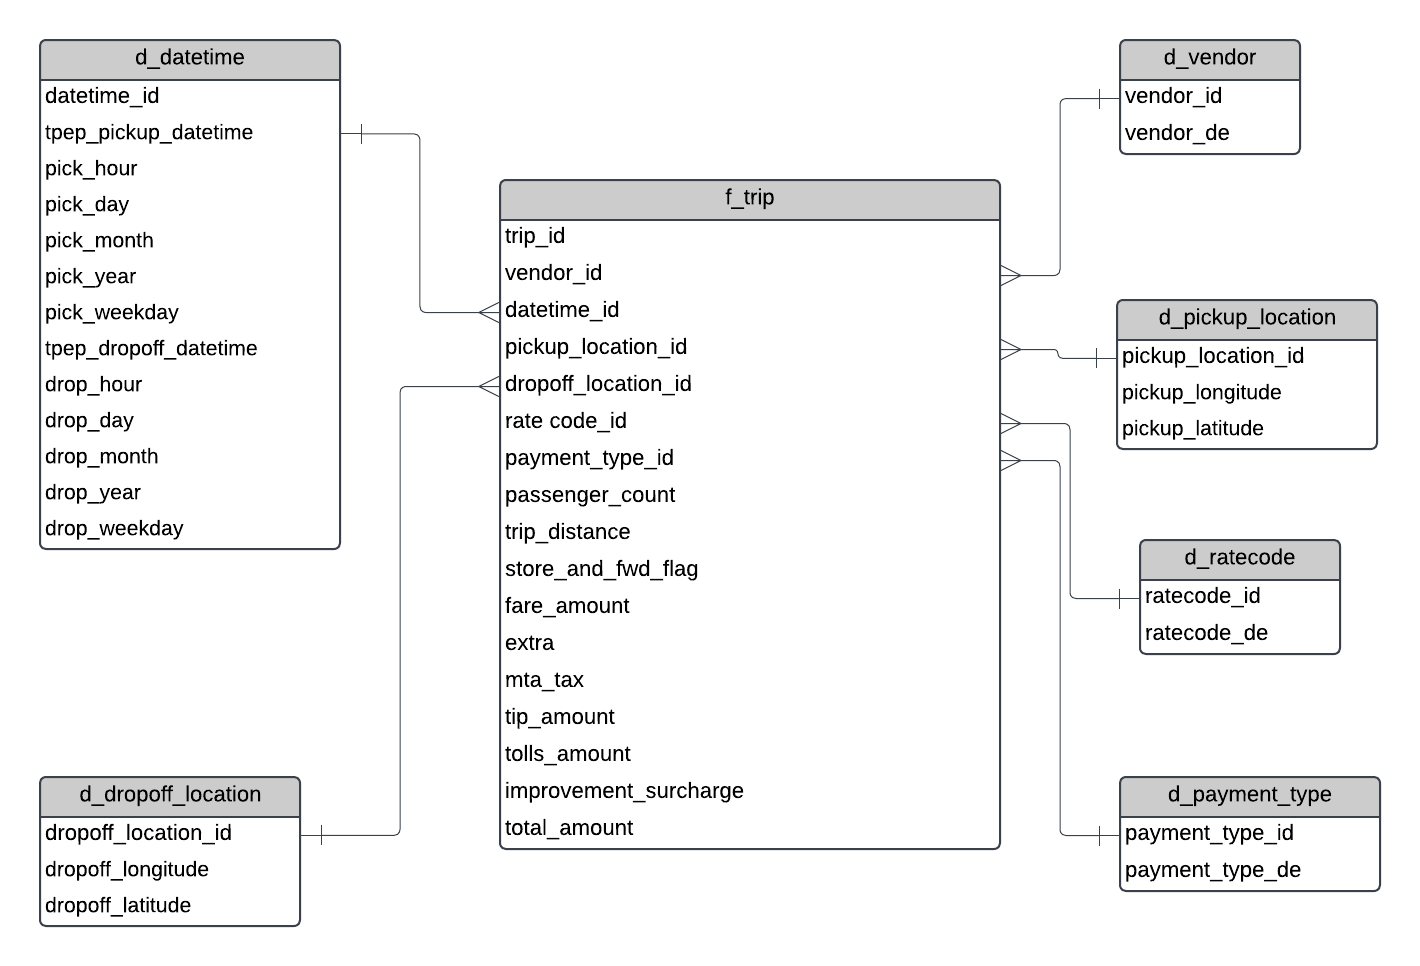 d_datetime
datetime_id
tpep_pickup_datetime
pick_hour
pick_day
pick_month
pick_year
pick_weekday
tpep_dropoff_datetime
drop_hour
drop_day
drop_month
drop_year
drop_weekday
d_dropoff_location
dropoff_location_id
dropoff_longitude
dropoff_latitude
f_trip
trip_id
vendor_id
datetime_id
pickup_location_id
dropoff_location_id
rate code_id
payment_type_id
passenger_count
trip_distance
store_and_fwd_flag
fare_amount
extra
mta_tax
tip_amount
tolls_amount
improvement_surcharge
total_amount
d_vendor
vendor_id
vendor_de
d_pickup_location
pickup_location_id
pickup_longitude
pickup_latitude
d_ratecode
ratecode_id
ratecode_de
d_payment_type
payment_type_id
payment_type_de